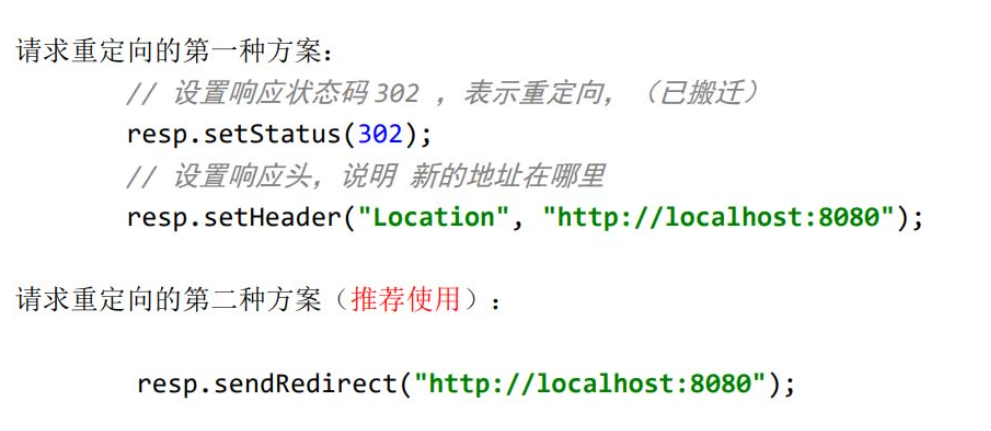 请求重定向的第一种方案：
// 设置响应状态码 302 ，表示重定向，（已搬迁）
resp.setStatus(302);
// 设置响应头，说明 新的地址在哪里
resp.setHeader("Location", "http://localhost:8080");
请求重定向的第二种方案（推荐使用）：
resp.sendRedirect("http://localhost:8080");